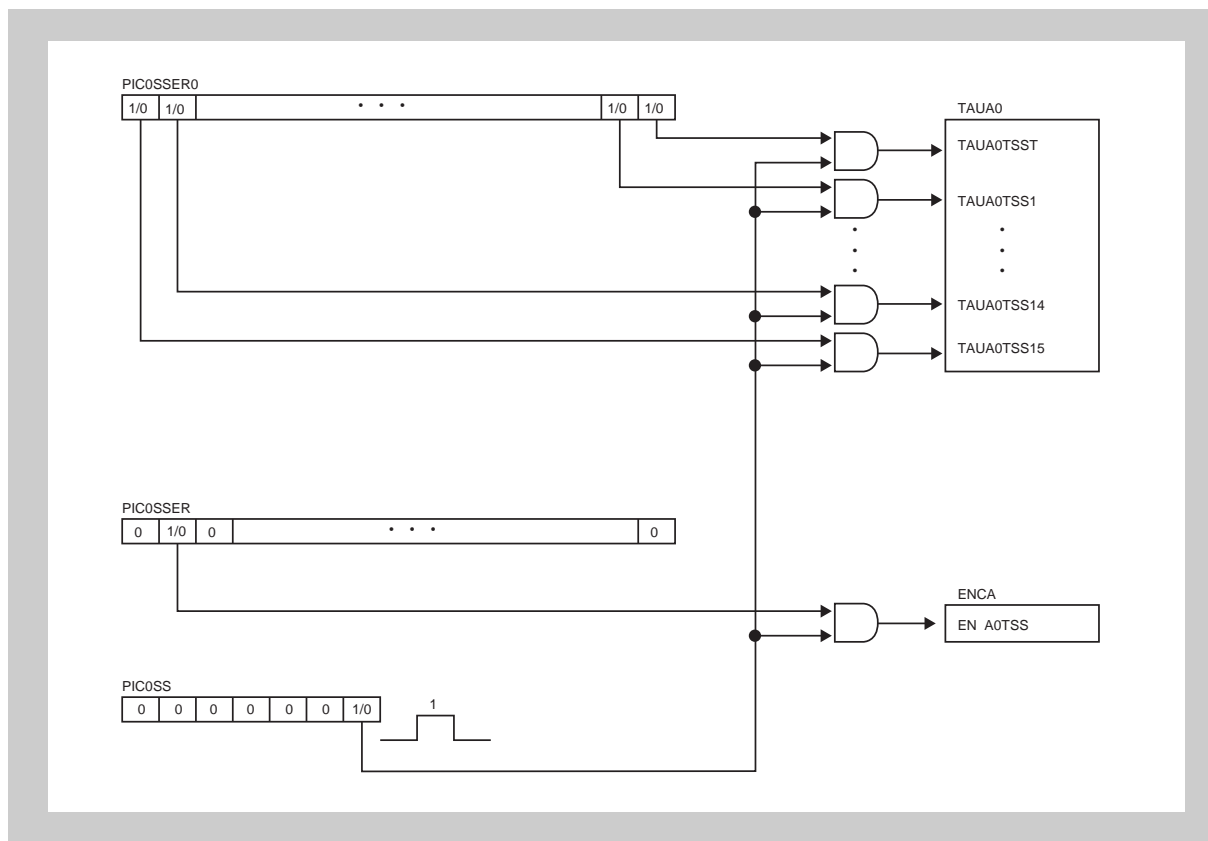 PIC0SSER0
1/0 1/0 · · · 1/0 1/0
TAUA0
TAUA0TSST
TAUA0TSS1
TAUA0TSS14
TAUA0TSS15
PIC0SSER
0 1/0 0 · · · 0
ENCA
EN A0TSS
PIC0SS
0 0 0 0 0 0 1/0
1